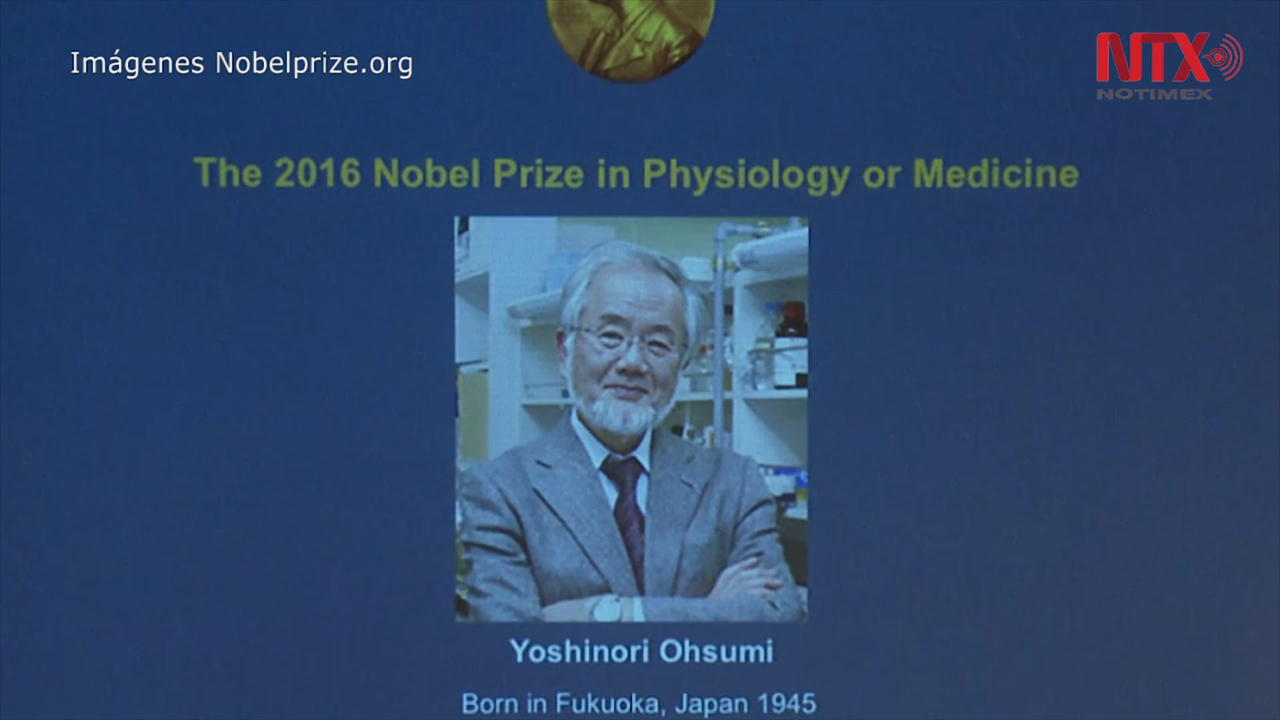 Imágenes Nobelprize.org
NTX
NOTIMEX
The 2016 Nobel Prize in Physiology or Medicine
Yoshinori Ohsumi
Born in Fukuoka, Japan 1945